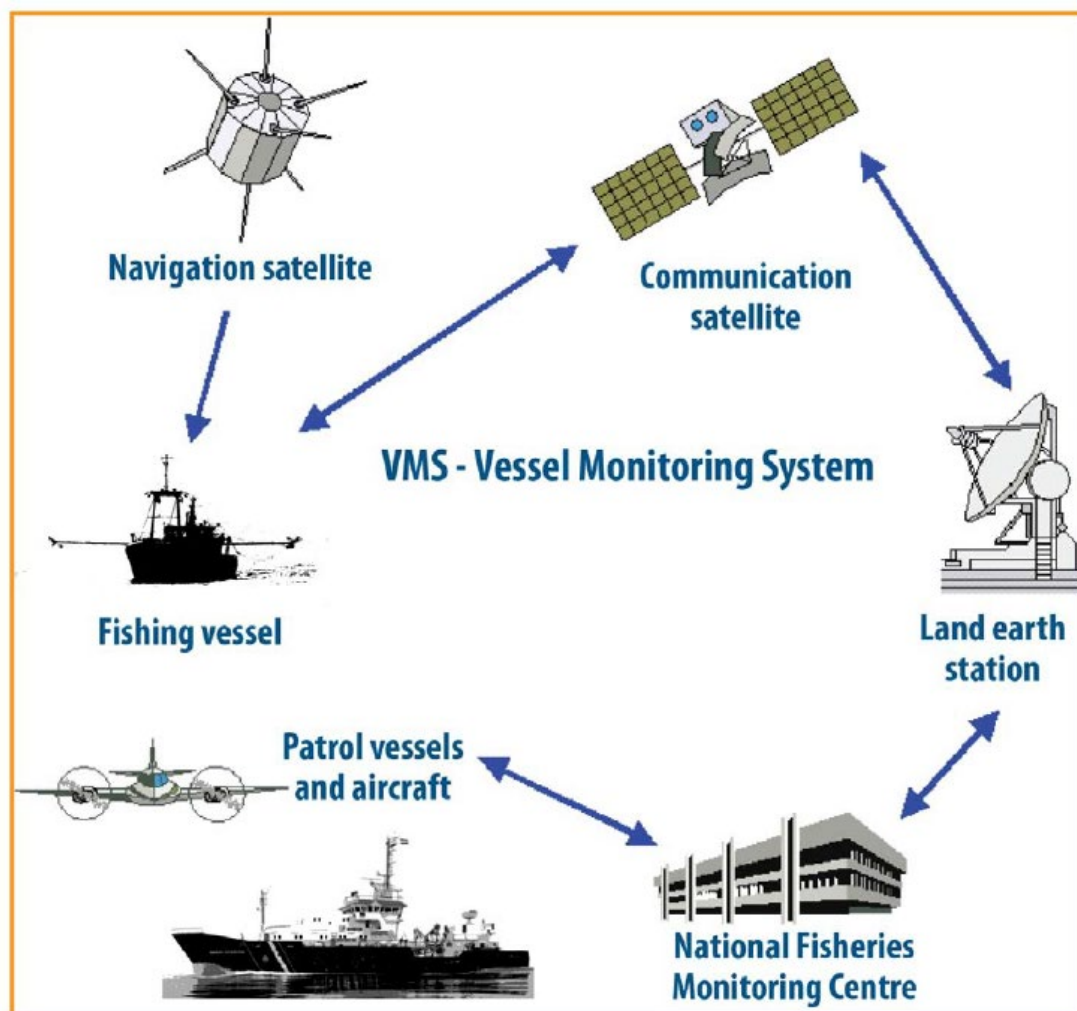 Navigation satellite
Communication
satellite
VMS - Vessel Monitoring System
Fishing vessel
Land earth
station
Patrol vessels
and aircraft
National Fisheries
Monitoring Centre